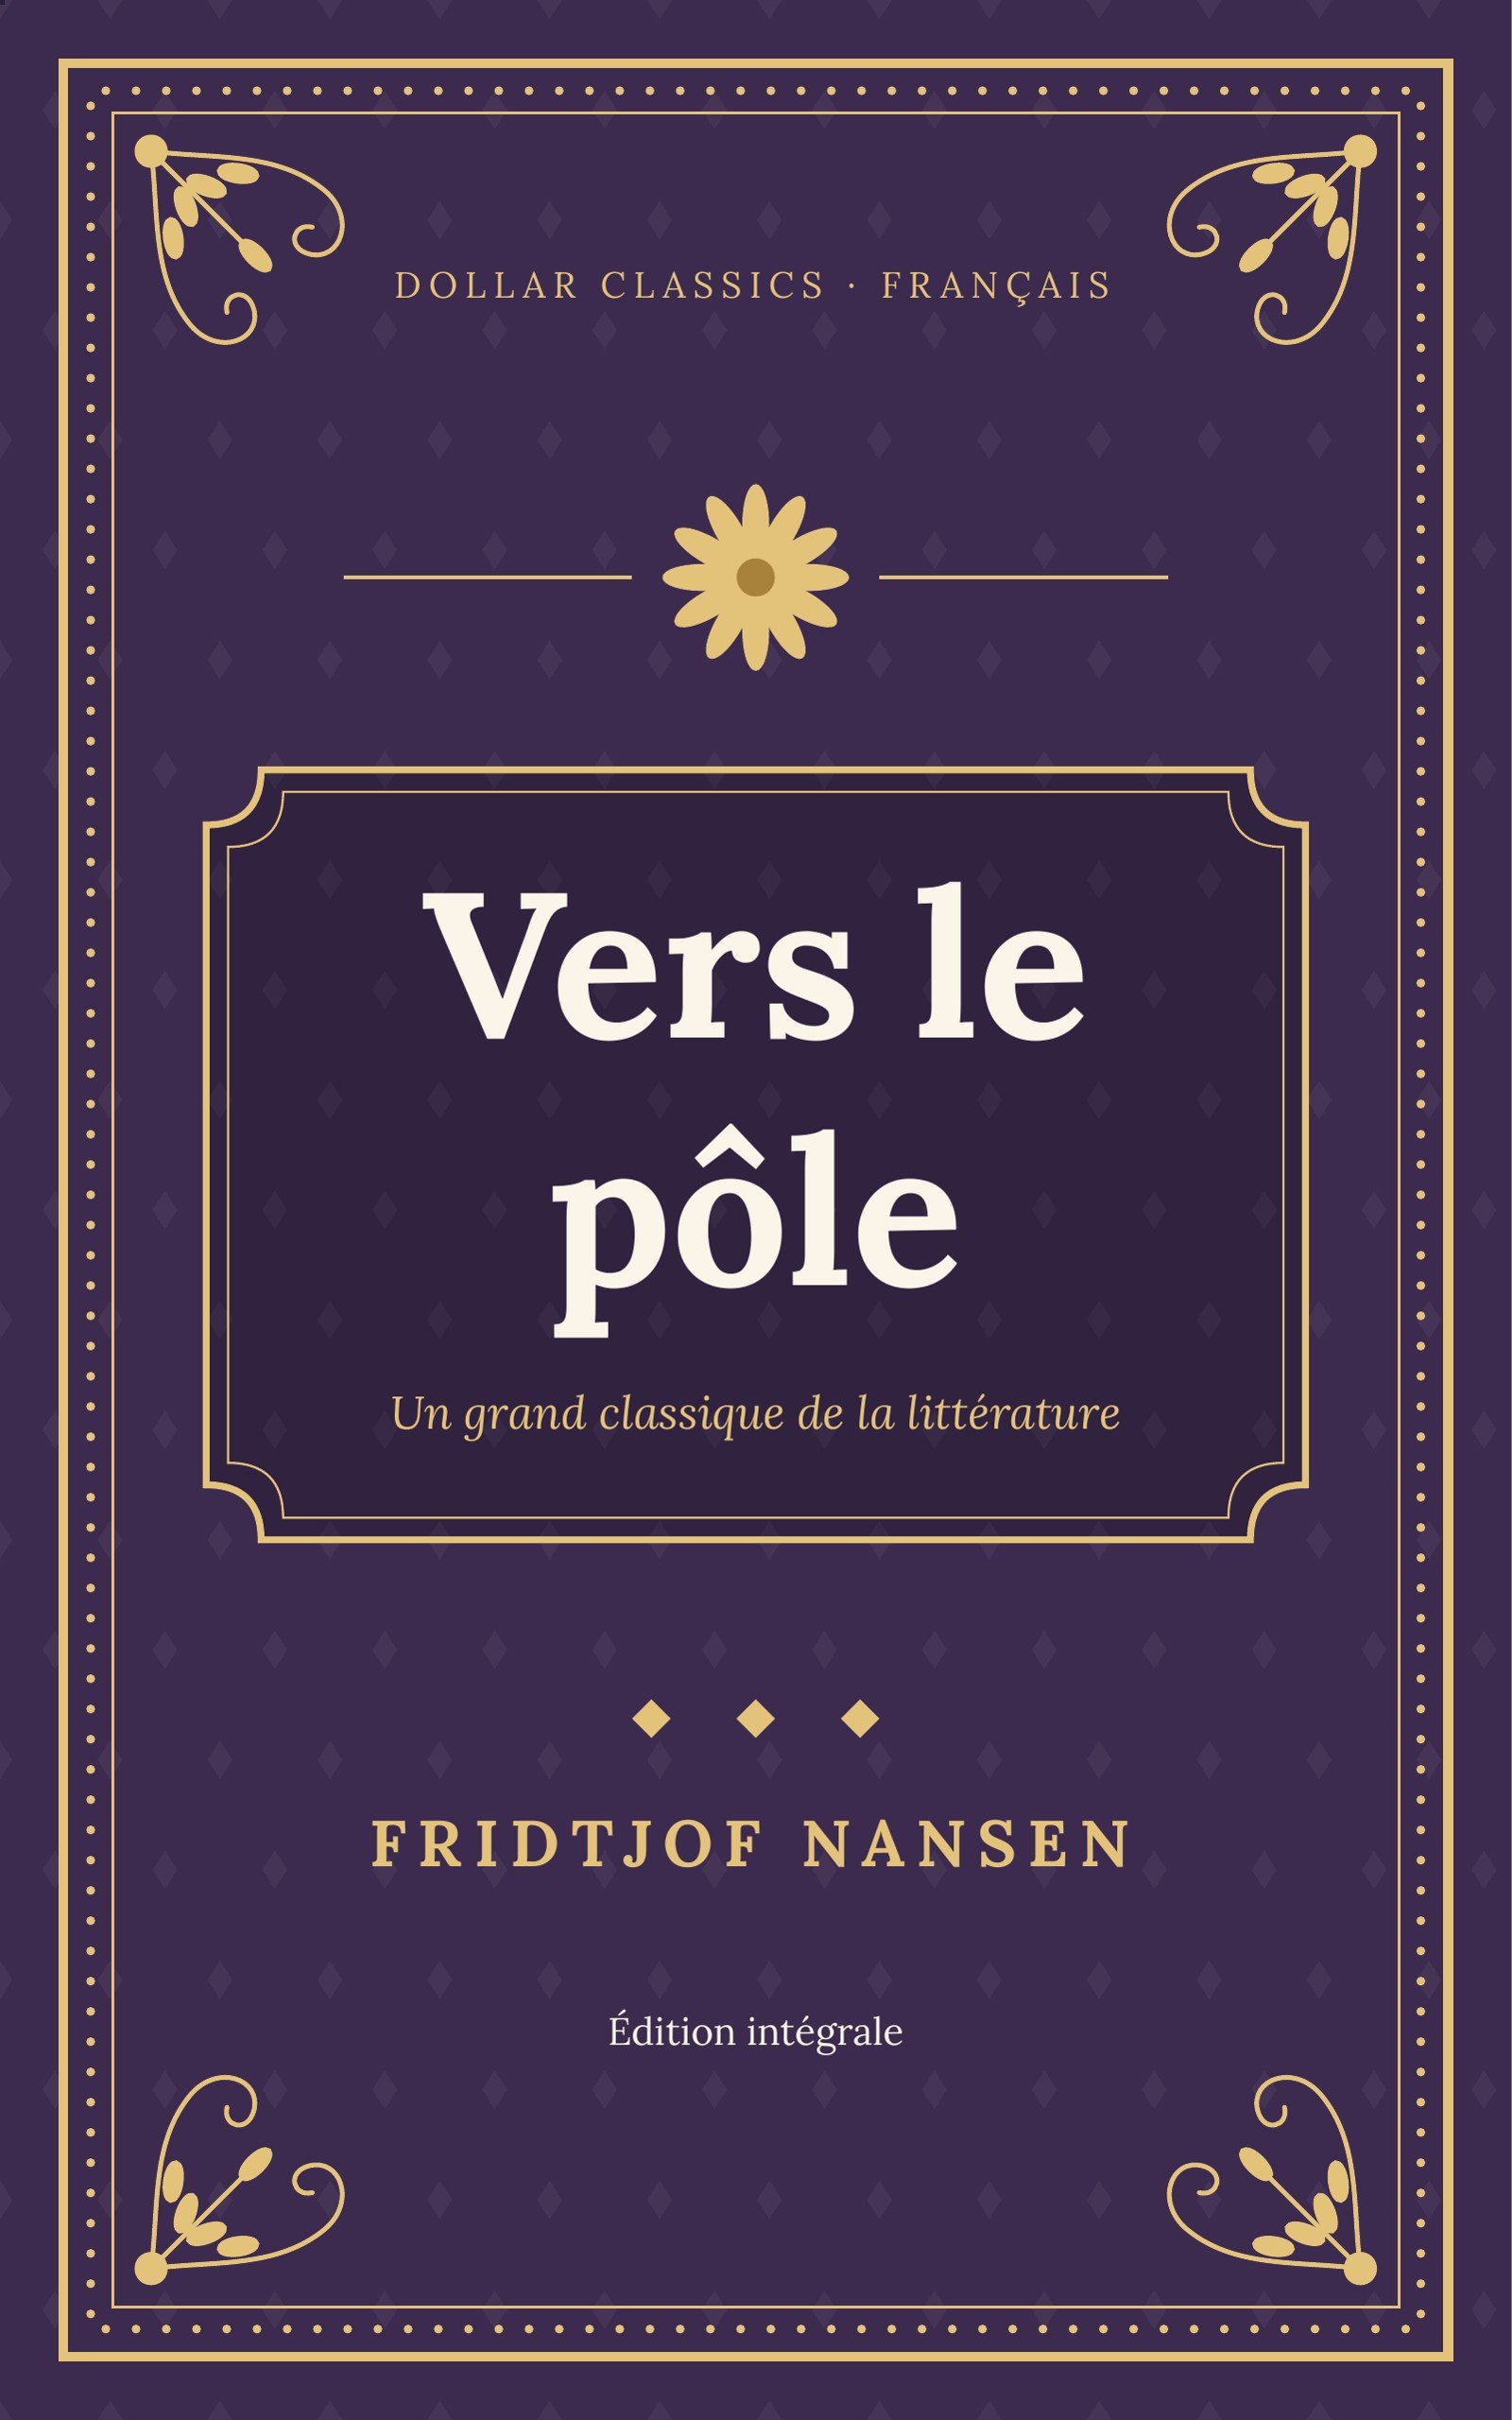 DOLLAR CLASSICS · FRANÇAIS
Vers le
pôle
Un grand classique de la littérature
FRIDTJOF NANSEN
Édition intégrale